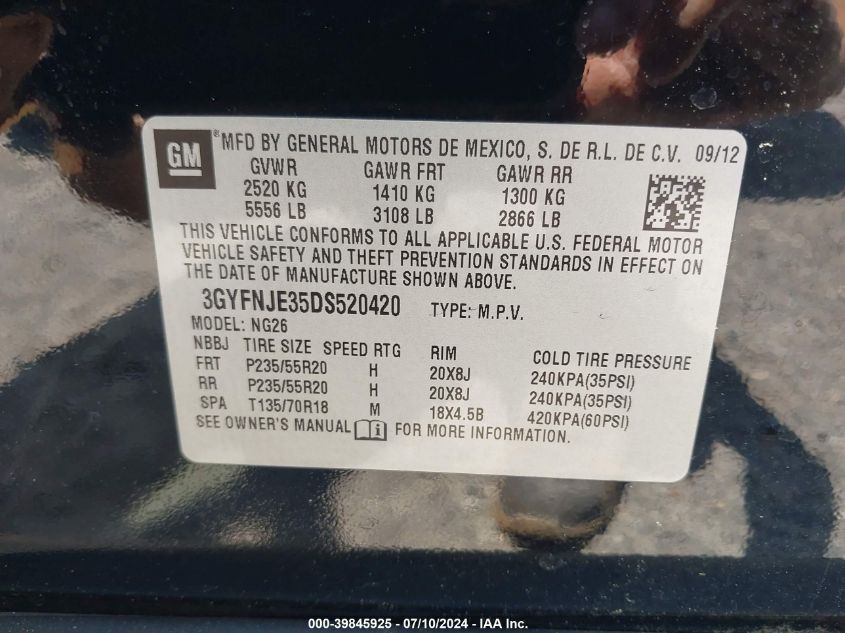 GM ® MFD BY GENERAL MOTORS DE MEXICO, S. DE R.L. DE C.V. 09/12
GVWR GAWR FRT GAWR RR
2520 KG 1410 KG 1300 KG
5556 LB 3108 LB 2866 LB
THIS VEHICLE CONFORMS TO ALL APPLICABLE U.S. FEDERAL MOTOR
VEHICLE SAFETY AND THEFT PREVENTION STANDARDS IN EFFECT ON
THE DATE OF MANUFACTURE SHOWN ABOVE.
3GYFNJE35DS520420 TYPE: M.P.V.
MODEL: NG26
NBBJ TIRE SIZE SPEED RTG RIM COLD TIRE PRESSURE
FRT P235/55R20 H 20X8J 240KPA(35PSI)
RR P235/55R20 H 20X8J 240KPA(35PSI)
SPA T135/70R18 M 18X4.5B 420KPA(60PSI)
SEE OWNER'S MANUAL FOR MORE INFORMATION.
000-39845925 - 07/10/2024 - © IAA Inc.